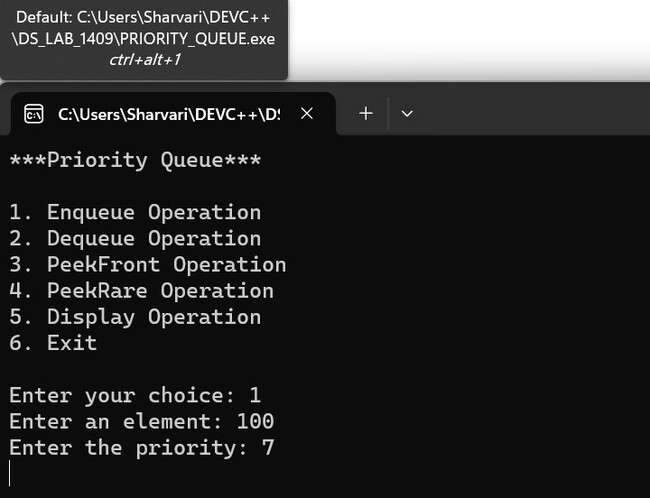 Default: C:\Users\Sharvari\DEVC++
\DS_LAB_1409\PRIORITY_QUEUE.exe
ctrl+alt+1
C:\Users\Sharvari\DEVC++\D
***Priority Queue***
1. Enqueue Operation
2. Dequeue Operation
3. PeekFront Operation
4. PeekRare Operation
5. Display Operation
6. Exit
Enter your choice: 1
Enter an element: 100
Enter the priority: 7